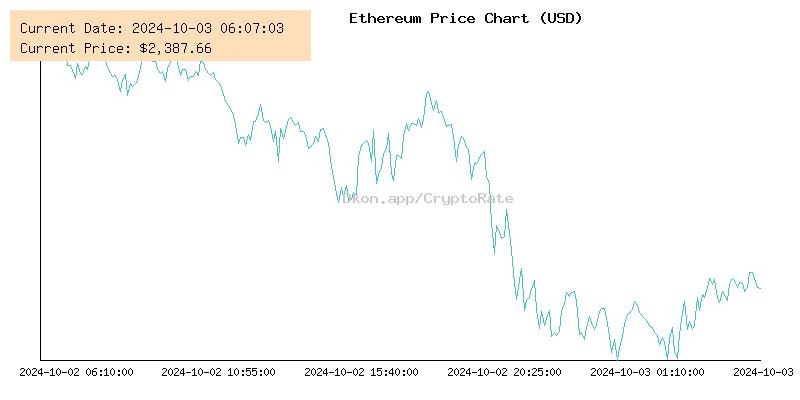 Ethereum Price Chart (USD)
Current Date: 2024-10-03 06:07:03
Current Price: $2,387.66
Dkon.app/CryptoRate
2024-10-02 06:10:00
2024-10-02 10:55:00
2024-10-02 15:40:00
2024-10-02 20:25:00
2024-10-03 01:10:00
2024-10-03